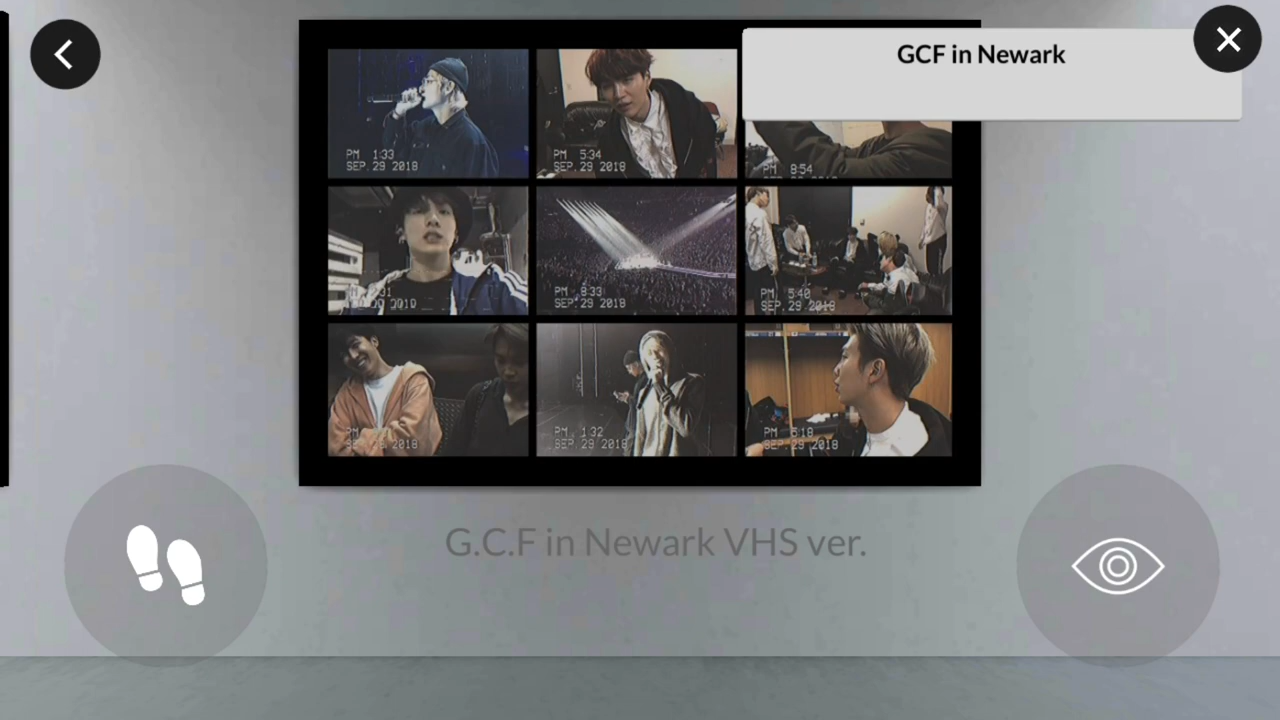 GCF in Newark
PM 1:33
SEP. 29 2018
PM 5:34
SEP. 29 2018
PM 8:54
PM 8:33
SEP. 29 2018
PM 5:40
SEP. 29 2018
PM
2018
PM 1:32
SEP. 29 2018
PM 5:18
SEP. 29 2018
G.C.F in Newark VHS ver.